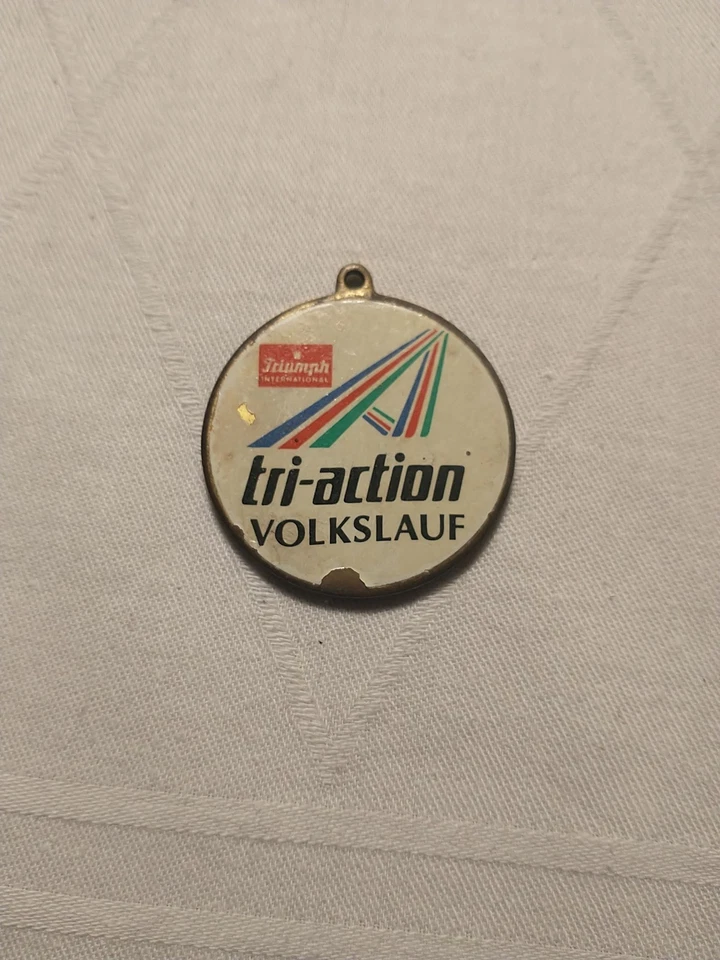 Triumph
INTERNATIONAL
tri-action
VOLKSLAUF